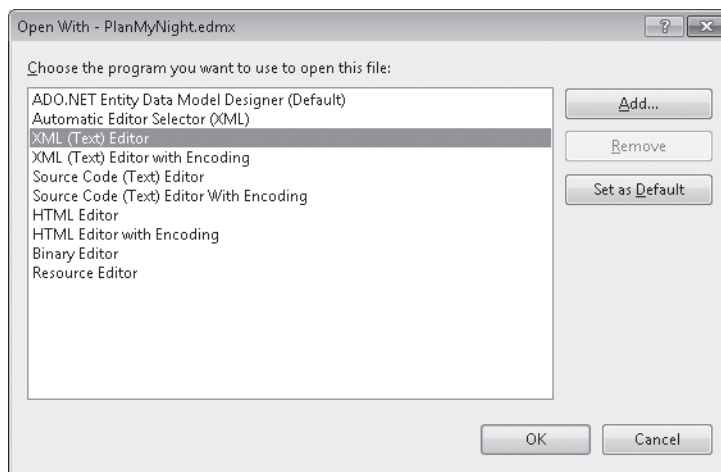 Open With - PlanMyNight.edmx
Choose the program you want to use to open this file:
ADO.NET Entity Data Model Designer (Default)
Automatic Editor Selector (XML)
XML (Text) Editor
XML (Text) Editor with Encoding
Source Code (Text) Editor
Source Code (Text) Editor With Encoding
HTML Editor
HTML Editor with Encoding
Binary Editor
Resource Editor
Add...
Remove
Set as Default
OK
Cancel